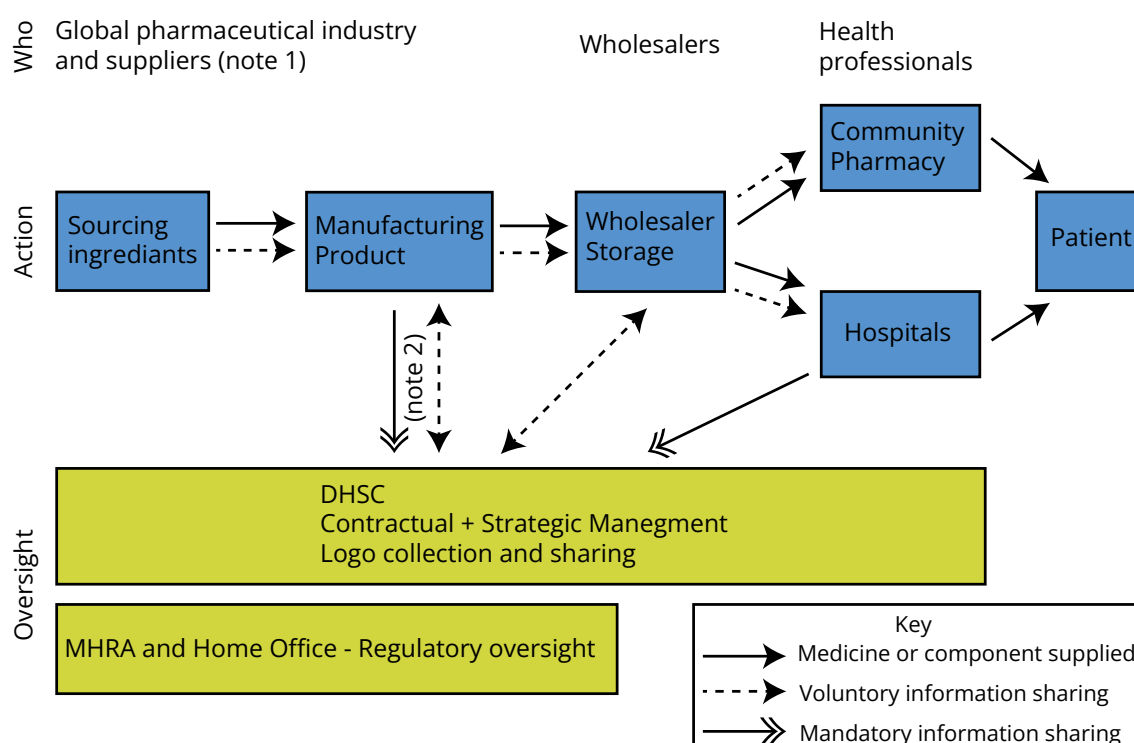 Who
Global pharmaceutical industry
and suppliers (note 1)
Wholesalers
Health
professionals
Action
Sourcing
ingrediants
Manufacturing
Product
Wholesaler
Storage
Community
Pharmacy
Hospitals
Patient
(note 2)
Oversight
DHSC
Contractual + Strategic Manegment
Logo collection and sharing
MHRA and Home Office - Regulatory oversight
Key
Medicine or component supplied
Voluntory information sharing
Mandatory information sharing